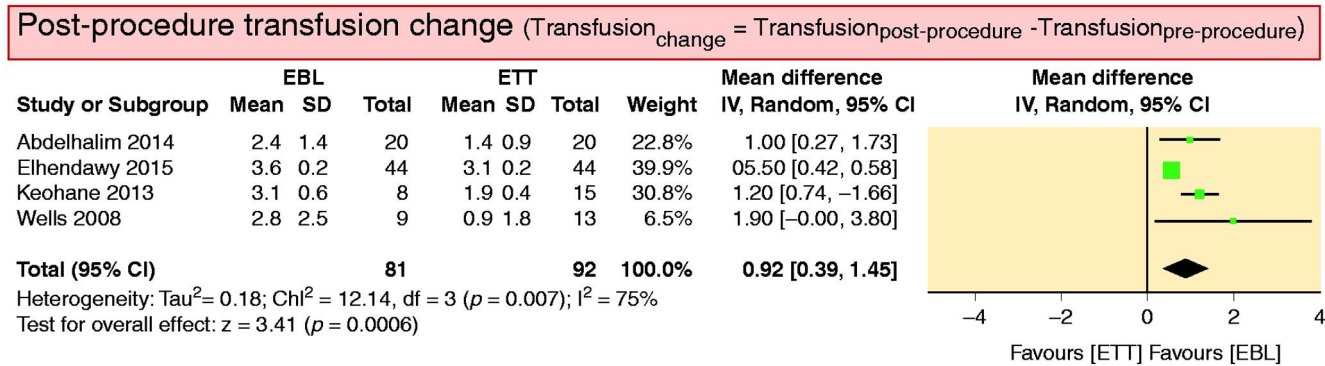 Post-procedure transfusion change (Transfusionchange = Transfusionpost-procedure -Transfusionpre-procedure)
EBL ETT Mean difference Mean difference
Study or Subgroup Mean SD Total Mean SD Total Weight IV, Random, 95% CI IV, Random, 95% CI
Abdelhalim 2014 2.4 1.4 20 1.4 0.9 20 22.8% 1.00 [0.27, 1.73]
Elhendawy 2015 3.6 0.2 44 3.1 0.2 44 39.9% 05.50 [0.42, 0.58]
Keohane 2013 3.1 0.6 8 1.9 0.4 15 30.8% 1.20 [0.74, −1.66]
Wells 2008 2.8 2.5 9 0.9 1.8 13 6.5% 1.90 [−0.00, 3.80]
Total (95% CI) 81 92 100.0% 0.92 [0.39, 1.45]
Heterogeneity: Tau2= 0.18; ChI2 = 12.14, df = 3 (p = 0.007); I2 = 75%
Test for overall effect: z = 3.41 (p = 0.0006)
−4 −2 0 2 4
Favours [ETT] Favours [EBL]